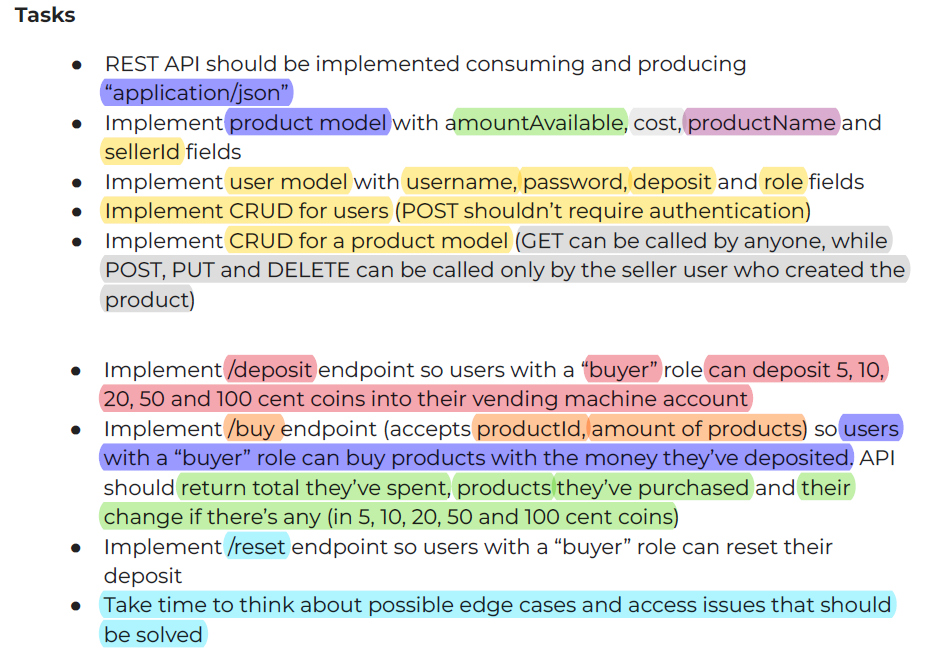 Tasks
● REST API should be implemented consuming and producing
“application/json”
● Implement product model with amountAvailable, cost, productName and
sellerId fields
● Implement user model with username, password, deposit and role fields
● Implement CRUD for users (POST shouldn’t require authentication)
● Implement CRUD for a product model (GET can be called by anyone, while
POST, PUT and DELETE can be called only by the seller user who created the
product)
● Implement /deposit endpoint so users with a “buyer” role can deposit 5, 10,
20, 50 and 100 cent coins into their vending machine account
● Implement /buy endpoint (accepts productId, amount of products) so users
with a “buyer” role can buy products with the money they’ve deposited. API
should return total they’ve spent, products they’ve purchased and their
change if there’s any (in 5, 10, 20, 50 and 100 cent coins)
● Implement /reset endpoint so users with a “buyer” role can reset their
deposit
● Take time to think about possible edge cases and access issues that should
be solved